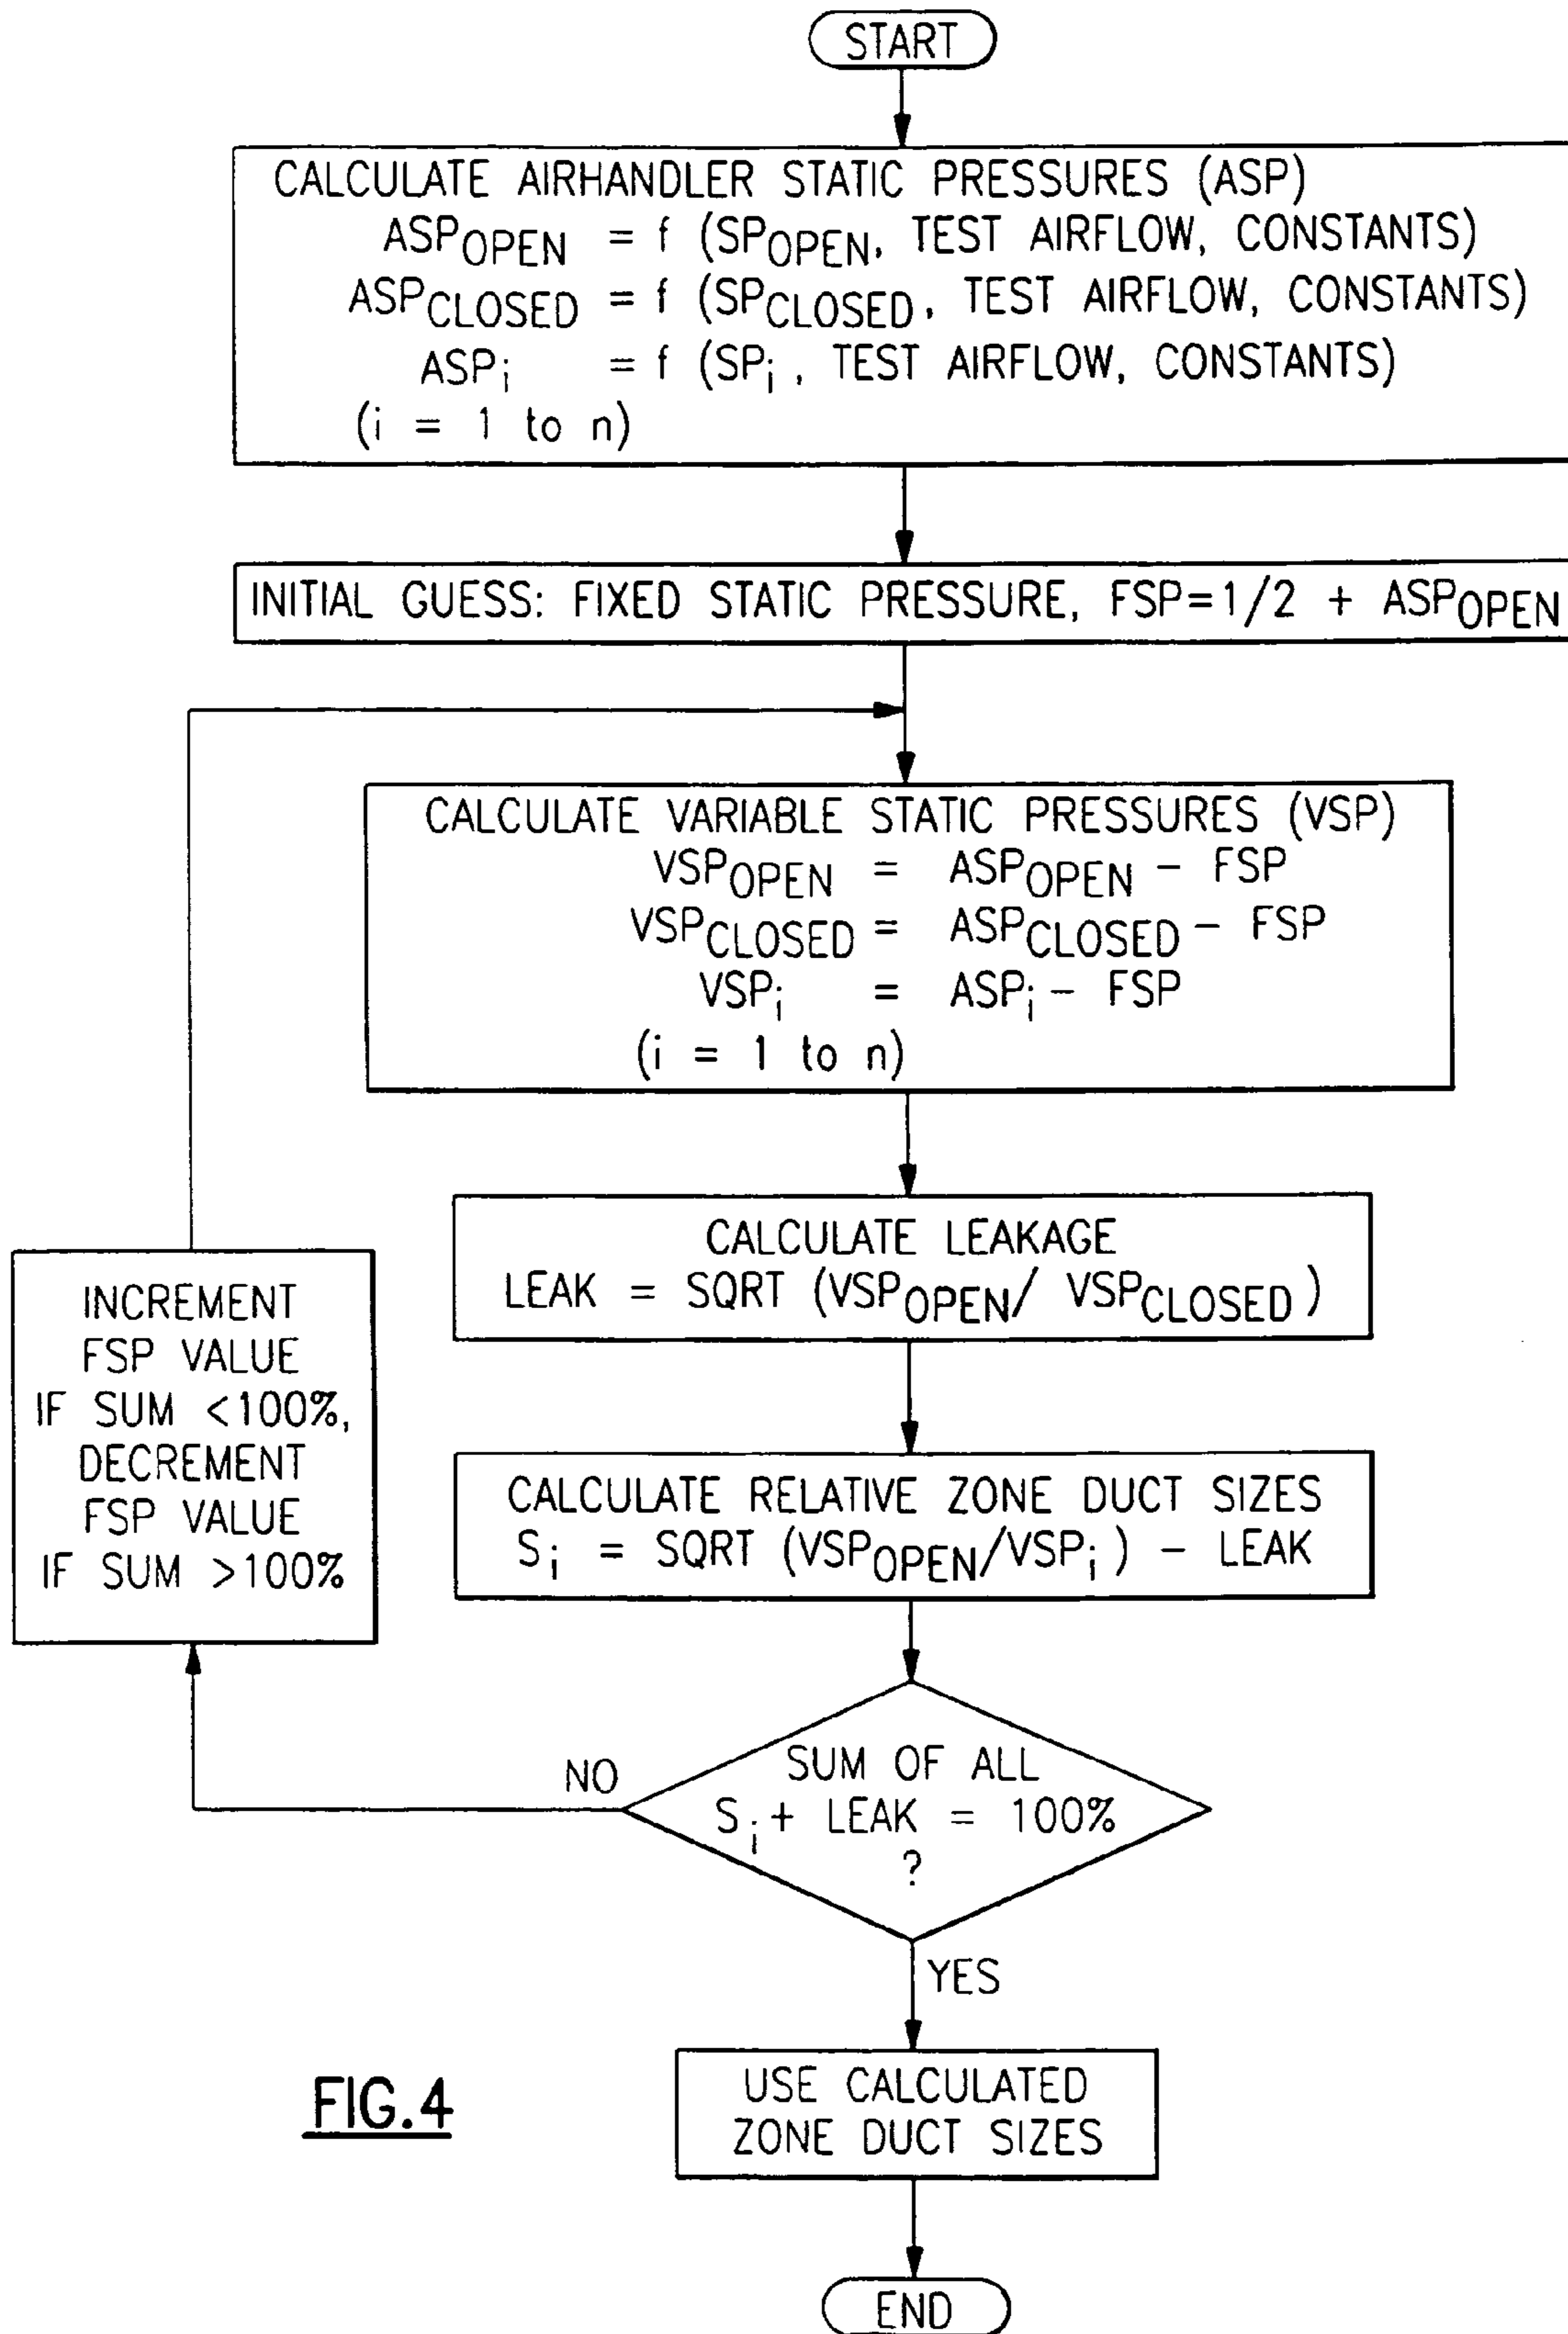 START
CALCULATE AIRHANDLER STATIC PRESSURES (ASP)
ASPOPEN = f (SPOPEN, TEST AIRFLOW, CONSTANTS)
ASPCLOSED = f (SPCLOSED, TEST AIRFLOW, CONSTANTS)
ASPi = f (SPi, TEST AIRFLOW, CONSTANTS)
(i = 1 to n)
INITIAL GUESS: FIXED STATIC PRESSURE, FSP=1/2 + ASPOPEN
CALCULATE VARIABLE STATIC PRESSURES (VSP)
VSPOPEN = ASPOPEN - FSP
VSPCLOSED = ASPCLOSED - FSP
VSPi = ASPi - FSP
(i = 1 to n)
CALCULATE LEAKAGE
LEAK = SQRT (VSPOPEN/ VSPCLOSED)
INCREMENT
FSP VALUE
IF SUM <100%,
DECREMENT
FSP VALUE
IF SUM >100%
CALCULATE RELATIVE ZONE DUCT SIZES
Si = SQRT (VSPOPEN/VSPi) - LEAK
SUM OF ALL
Si + LEAK = 100%
?
NO
YES
USE CALCULATED
ZONE DUCT SIZES
FIG.4
END